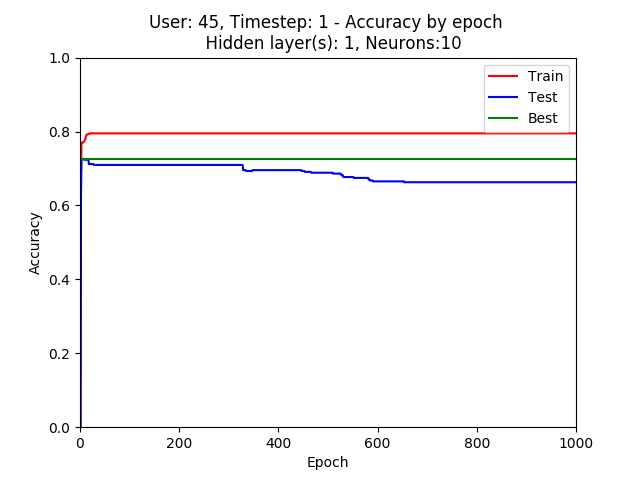 User: 45, Timestep: 1 - Accuracy by epoch
Hidden layer(s): 1, Neurons:10
Train
Test
Best
1.0
0.8
0.6
0.4
0.2
0.0
Accuracy
0
200
400
600
800
1000
Epoch